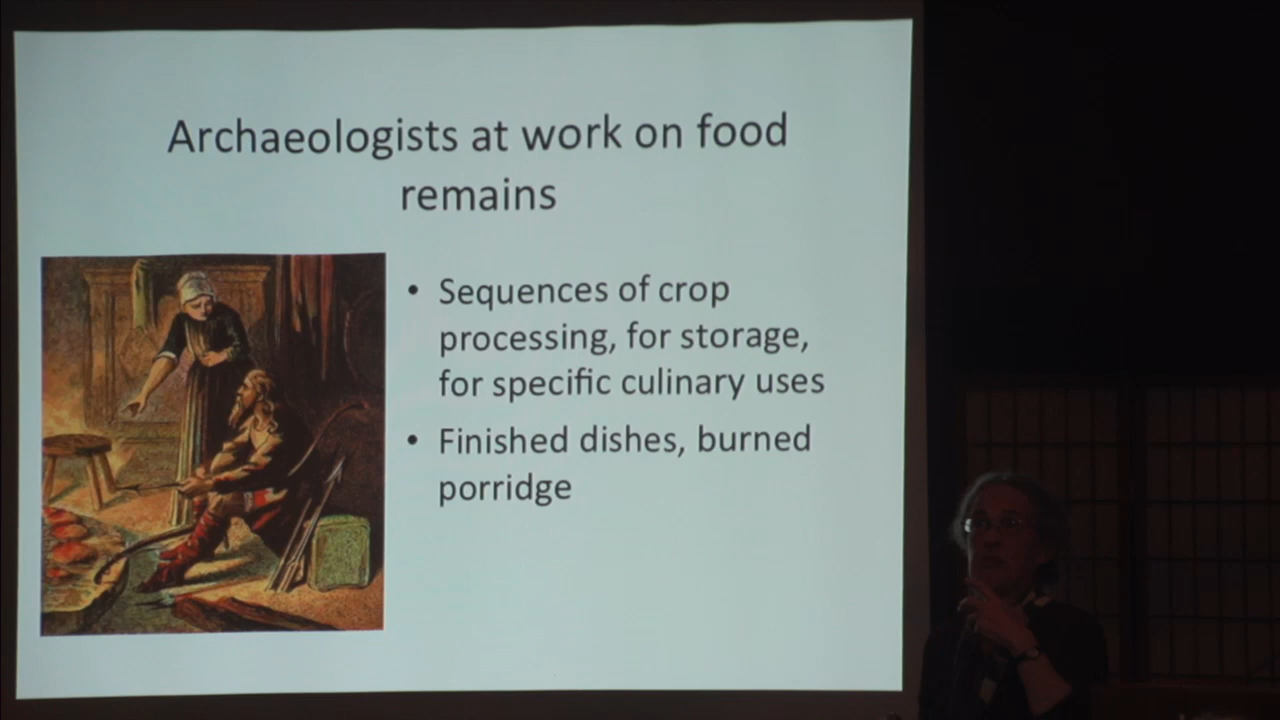 Archaeologists at work on food
remains
• Sequences of crop
processing, for storage,
for specific culinary uses
• Finished dishes, burned
porridge